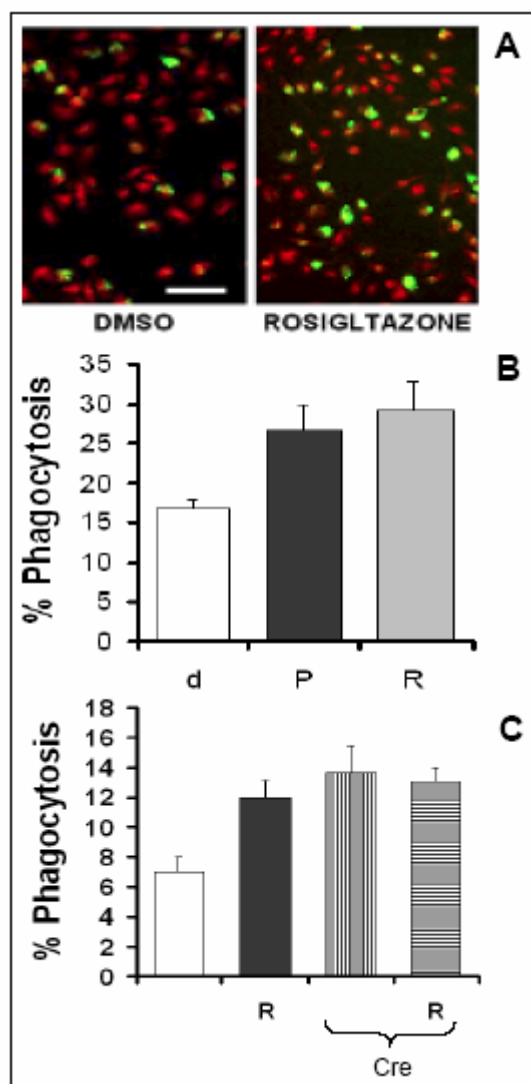 A
DMSO ROSIGLTAZONE
B
% Phagocytosis
35
30
25
20
15
10
5
0
d P R
C
% Phagocytosis
18
16
14
12
10
8
6
4
2
0
R R
Cre